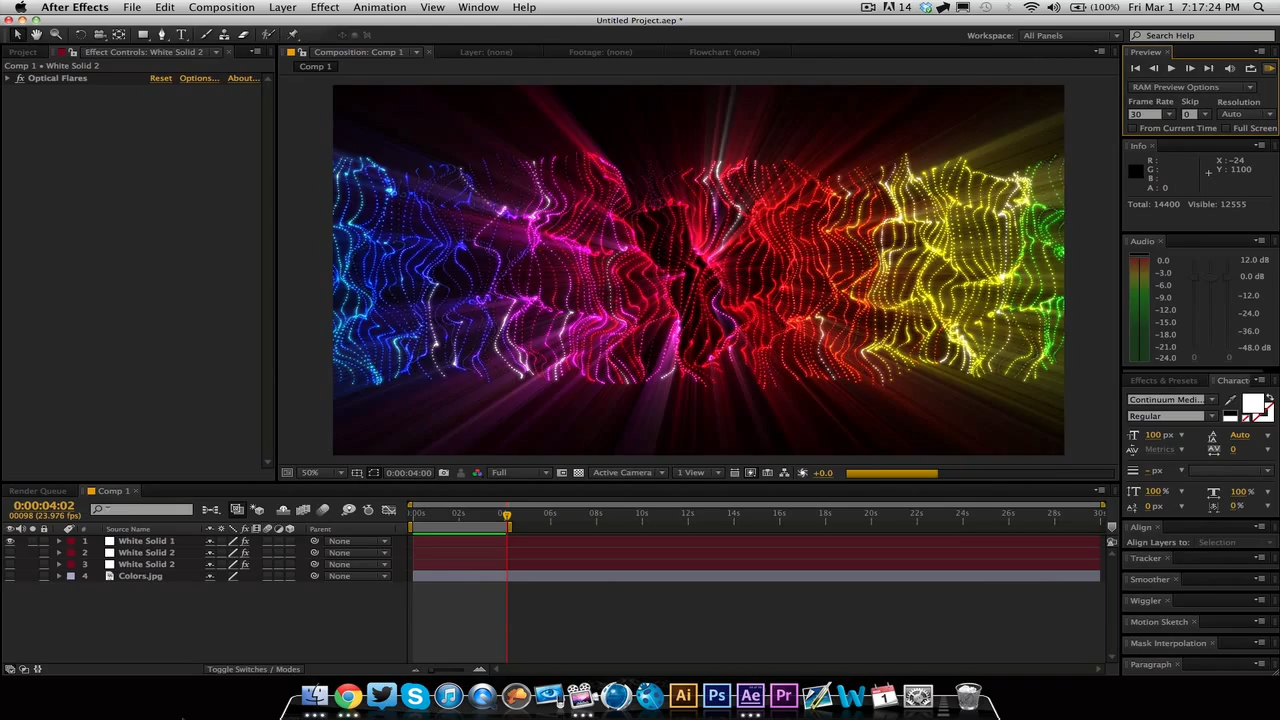 After Effects File Edit Composition Layer Effect Animation View Window Help 14 (100%) Fri Mar 1 7:17:24
Untitled Project.aep *
Workspace: All Panels Search Help
Project Effect Controls: White Solid 2 Composition: Comp 1 Layer: (none) Footage: (none) Flowchart: (none) Preview
Comp 1 • White Solid 2 Comp 1
Optical Flares Reset Options... About...
RAM Preview Options
Frame Rate Skip Resolution
30 0 Auto
From Current Time Full Screen
Info
R : X : -24
G : Y : 1100
B :
A : 0
Total: 14400 Visible: 12555
Audio
0.0 12.0 dB
-3.0 0.0 dB
-6.0
-9.0 -12.0
-12.0
-15.0 -24.0
-18.0 -36.0
-21.0
-24.0 -48.0 dB
0 0
Effects & Presets Charact
Continuum Medi...
Regular
100 px Auto
Metrics 0
- px
100 % 100 %
0 px 0 %
Align
Align Layers to: Selection
Tracker
Smoother
Wiggler
Motion Sketch
Mask Interpolation
Paragraph
50% 0:00:04:00 Full Active Camera 1 View +0.0
Render Queue Comp 1
0:00:04:02
00098 (23.976 fps)
:00s 02s 06s 08s 10s 12s 14s 16s 18s 20s 22s 24s 26s 28s 30s
# Source Name Parent
1 White Solid 1 None
2 White Solid 2 None
3 White Solid 2 None
4 Colors.jpg None
Toggle Switches / Modes
Ai Ps Ae Pr W 1